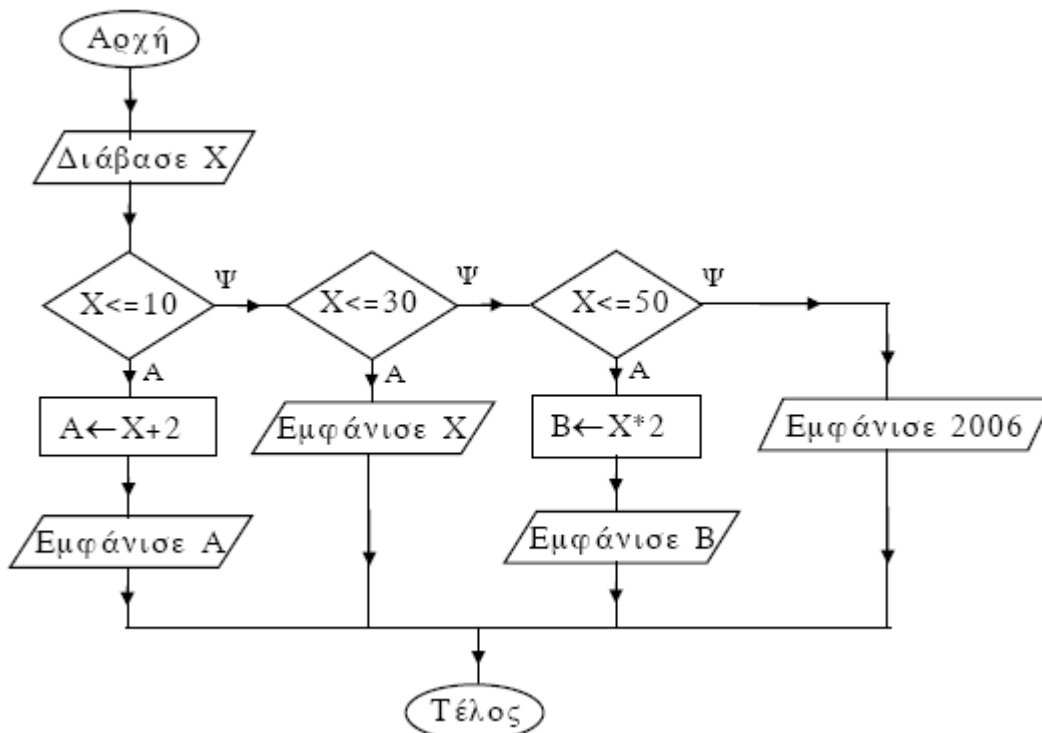 Αρχή
Διάβασε Χ
Χ<=10
Ψ
Χ<=30
Ψ
Χ<=50
Ψ
Α
Α
Α
Α←Χ+2
Εμφάνισε Χ
Β←Χ*2
Εμφάνισε 2006
Εμφάνισε Α
Εμφάνισε Β
Τέλος